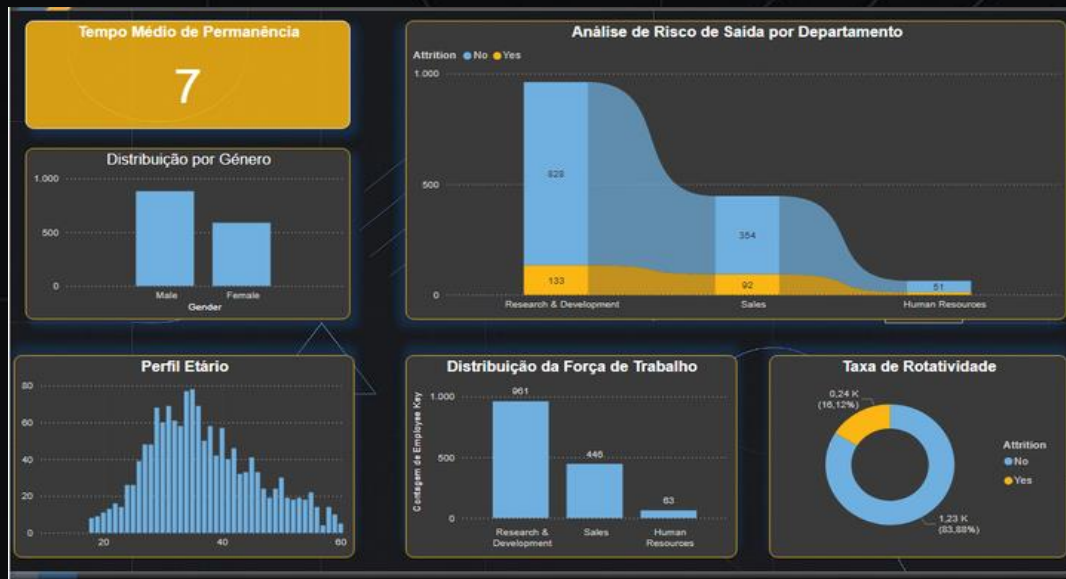 Tempo Médio de Permanência
7
Análise de Risco de Saída por Departamento
Attrition No Yes
1.000
500
0
828
133
354
92
51
Research & Development
Sales
Human Resources
Distribuição por Género
1.000
500
0
Male
Female
Gender
Perfil Etário
80
60
40
20
0
20
40
60
Distribuição da Força de Trabalho
Contagem de Employee Key
1.000
500
0
961
446
63
Research &
Development
Sales
Human
Resources
Taxa de Rotatividade
0,24 K
(16,12%)
Attrition
No
Yes
1,23 K
(83,88%)